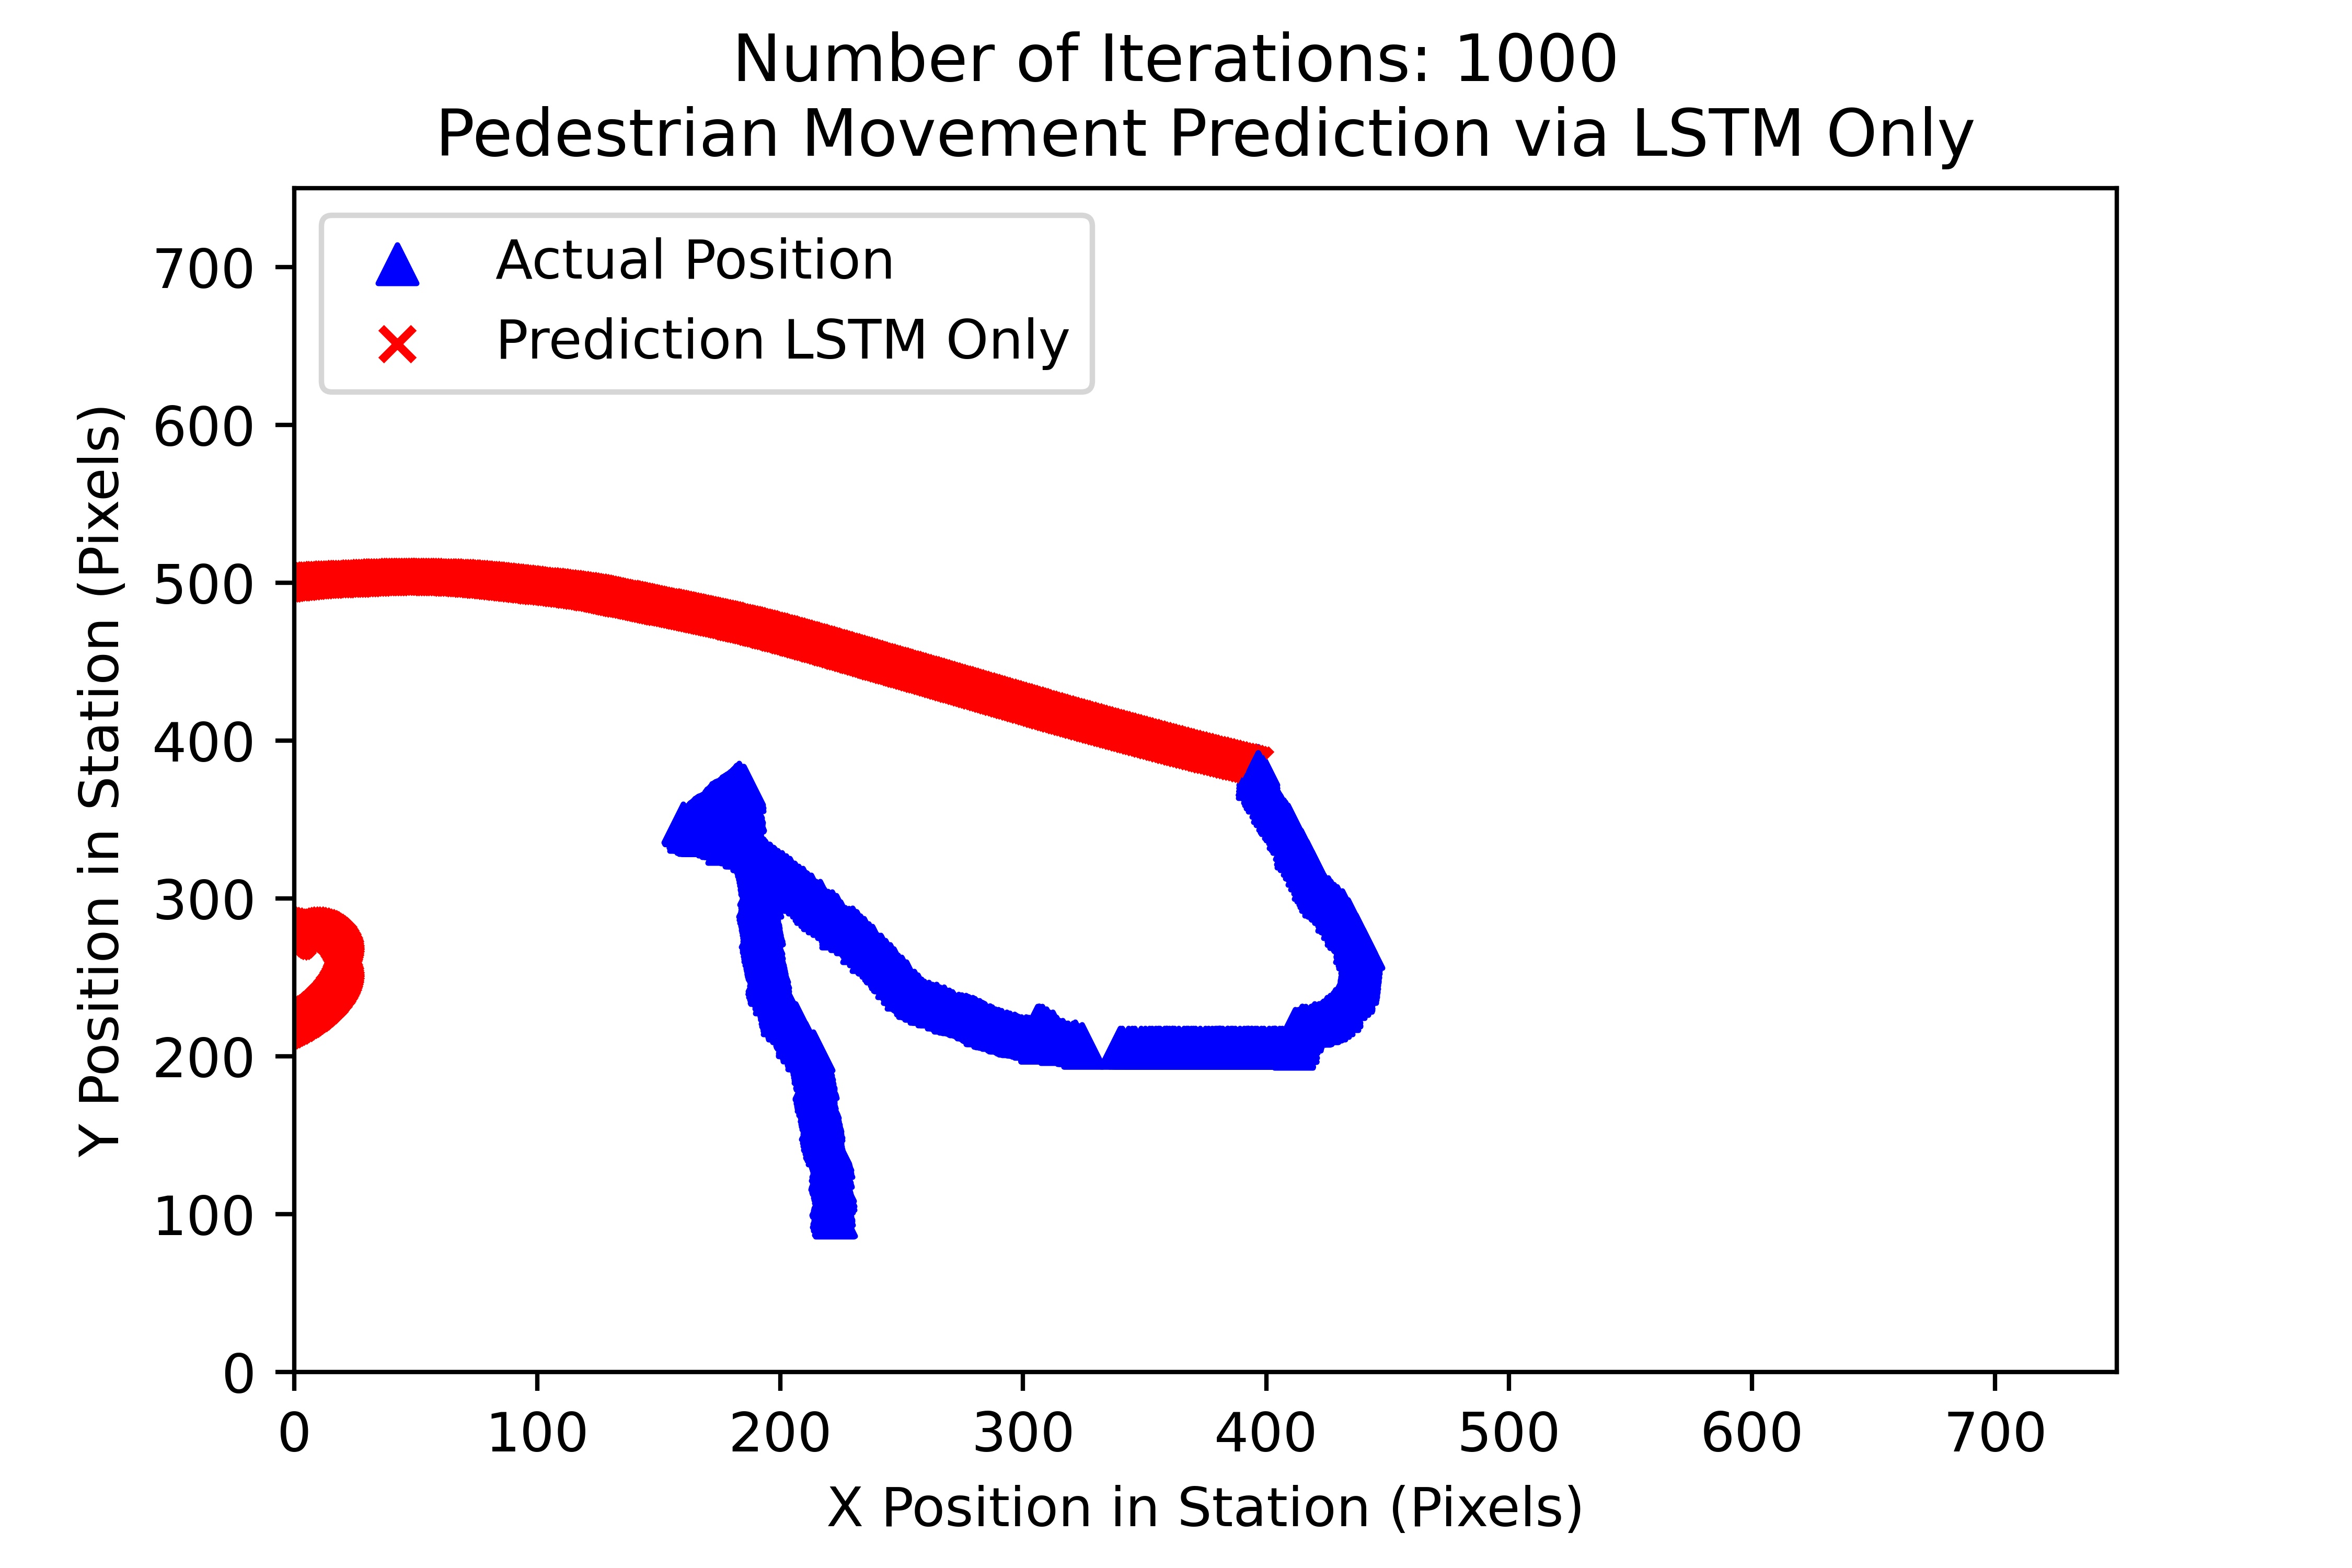 Number of Iterations: 1000
Pedestrian Movement Prediction via LSTM Only
Actual Position
Prediction LSTM Only
Y Position in Station (Pixels)
700
600
500
400
300
200
100
0
0 100 200 300 400 500 600 700
X Position in Station (Pixels)